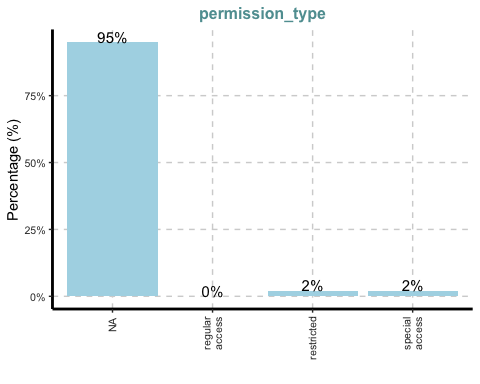 permission_type
95%
0%
2%
2%
Percentage (%)
75%
50%
25%
0%
NA
regular
access
restricted
special
access